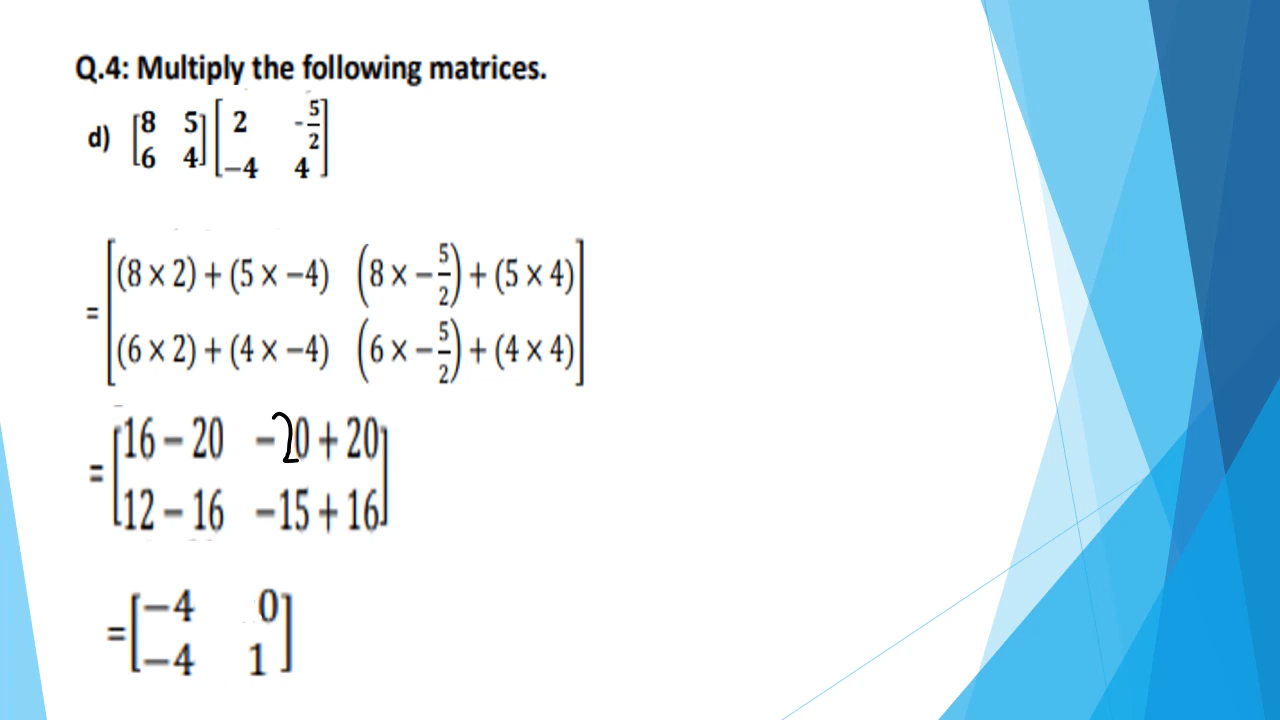 Q.4: Multiply the following matrices.
d) [8 5 6 4] [2 -5/2 −4 4]
= [(8 × 2) + (5 × −4) (8 × −5/2) + (5 × 4)
(6 × 2) + (4 × −4) (6 × −5/2) + (4 × 4)]
= [16 − 20 −20 + 20
12 − 16 −15 + 16]
= [−4 0
−4 1]